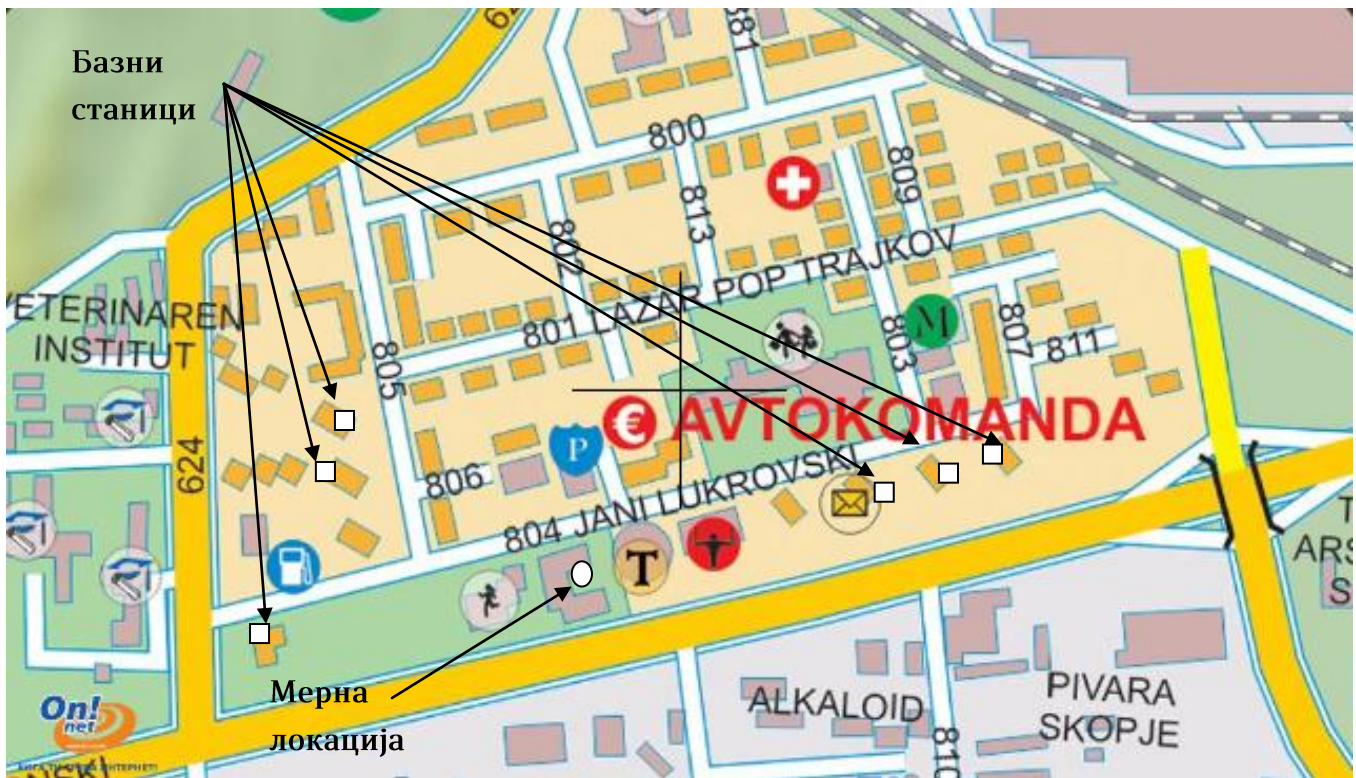 Базни
станици
881
800
809
813
802
VETERINAREN
INSTITUT
801 LAZAR POP TRAJKOV
805
803
M
807
811
P
€ AVTOKOMANDA
624
806
804 JANI LUKROVSKI
T
ARS
S
Мерна
локација
On!
net
ALKALOID
810
PIVARA
SKOPJE